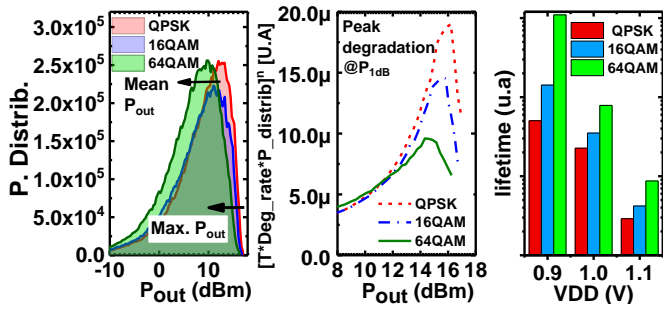 3.0x10⁵
2.5x10⁵
2.0x10⁵
1.5x10⁵
1.0x10⁵
5.0x10⁴
0.0
P. Distrib.
QPSK
16QAM
64QAM
Mean
Pout
Max. Pout
-10
0
10
Pout (dBm)
20.0µ
15.0µ
10.0µ
5.0µ
0.0
[T*Deg_rate*P_distrib]ⁿ [U.A]
Peak
degradation
@P1dB
QPSK
16QAM
64QAM
8
10
12
14
16
18
Pout (dBm)
lifetime (u.a)
QPSK
16QAM
64QAM
0.9
1.0
1.1
VDD (V)